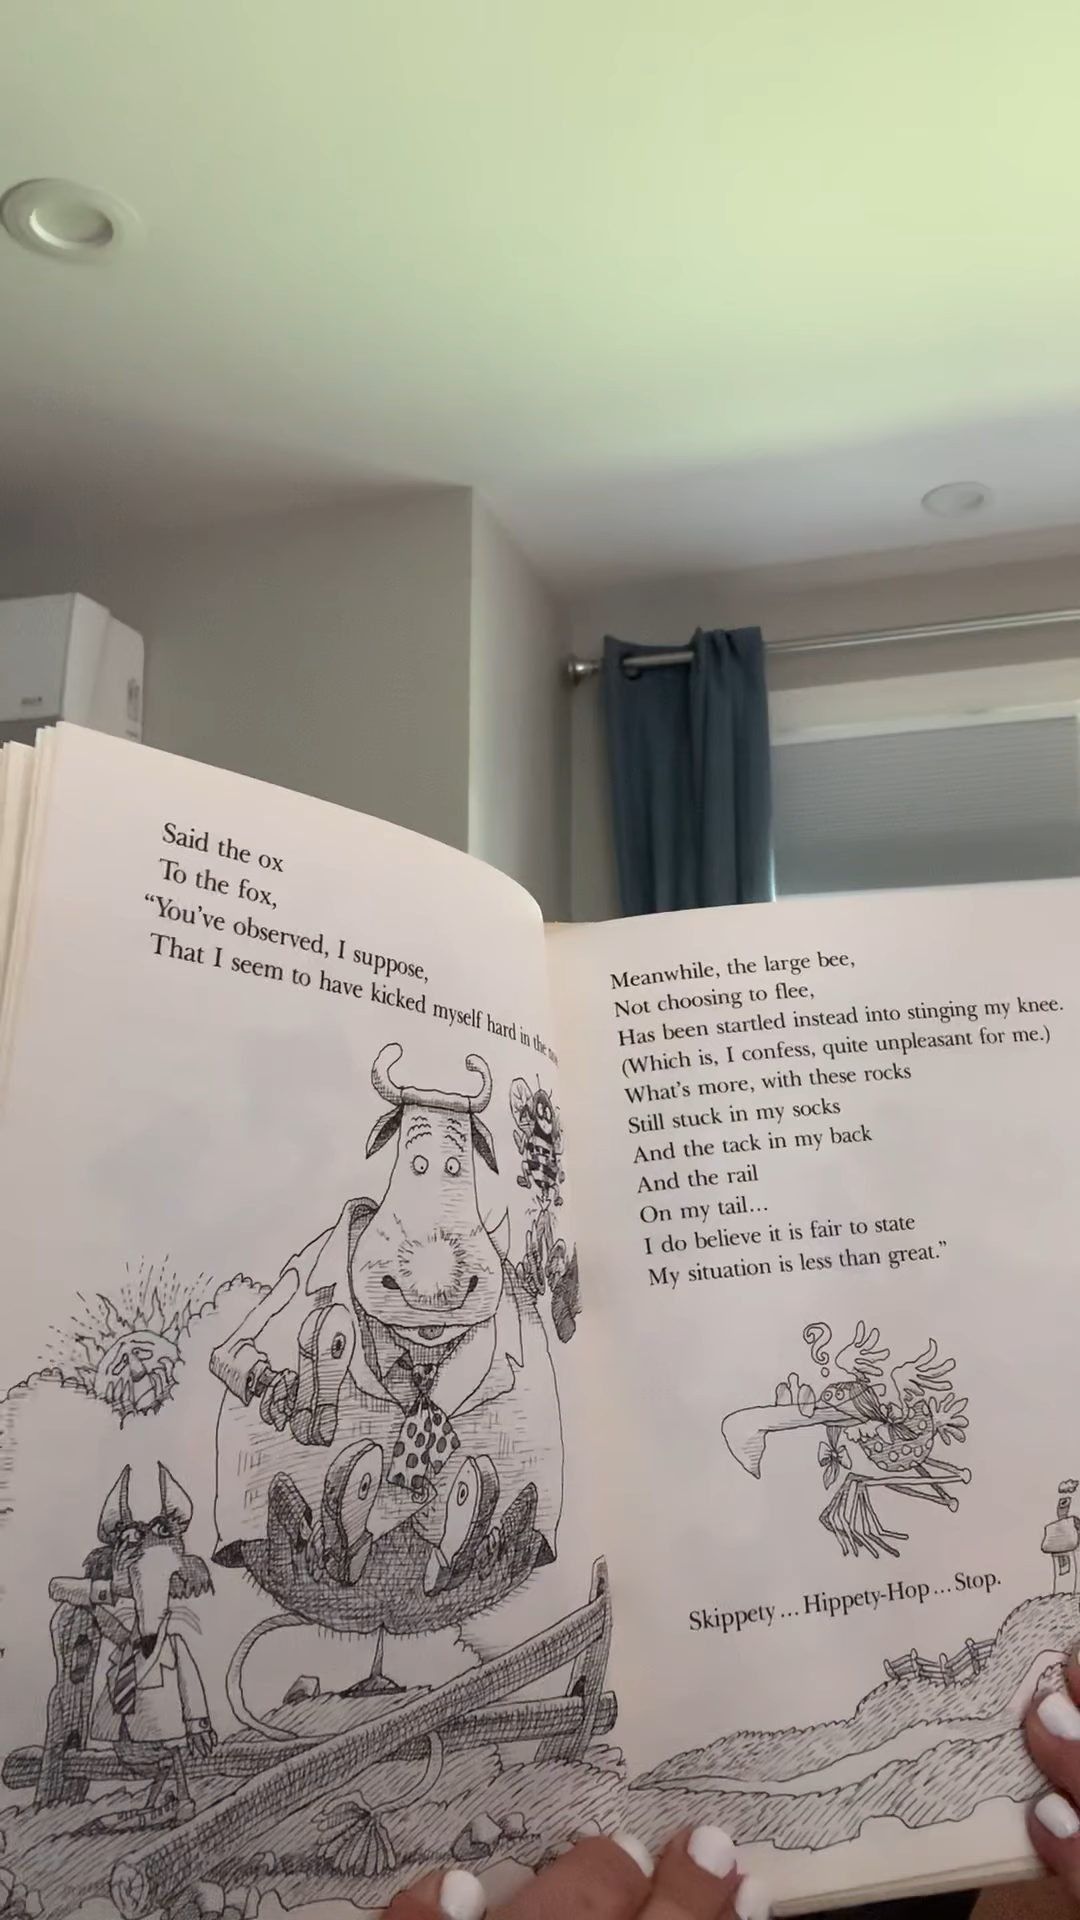 Said the ox
To the fox,
“You’ve observed, I suppose,
That I seem to have kicked myself hard in the
Meanwhile, the large bee,
Not choosing to flee,
Has been startled instead into stinging my knee.
(Which is, I confess, quite unpleasant for me.)
What’s more, with these rocks
Still stuck in my socks
And the tack in my back
And the rail
On my tail...
I do believe it is fair to state
My situation is less than great.”
?
Skippety ... Hippety-Hop ... Stop.